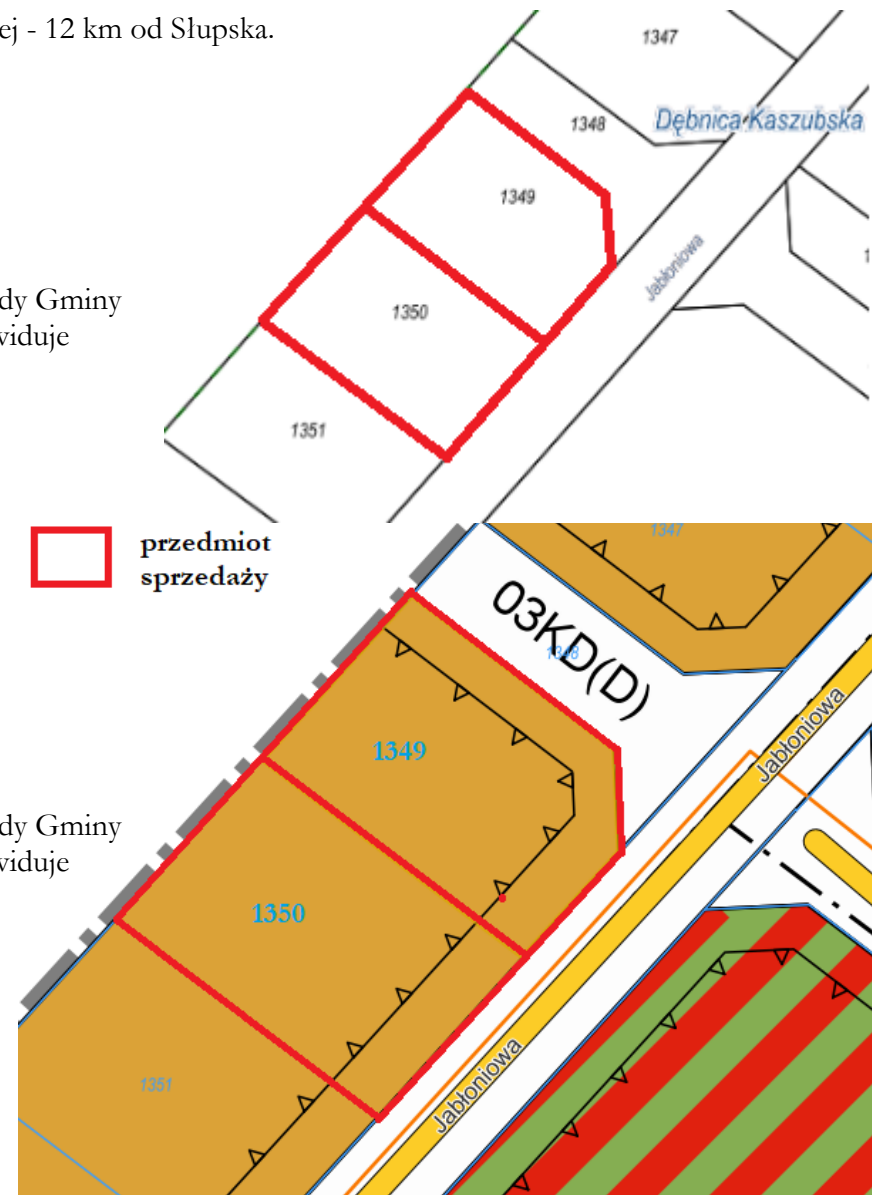 ej - 12 km od Słupska.
1347
1348
Dębnica Kaszubska
1349
Jabłoniowa
dy Gminy
widuje
1350
1351
przedmiot
sprzedaży
1347
03KD(D)
1348
Jabłoniowa
1349
dy Gminy
widuje
1350
Jabłoniowa
1351